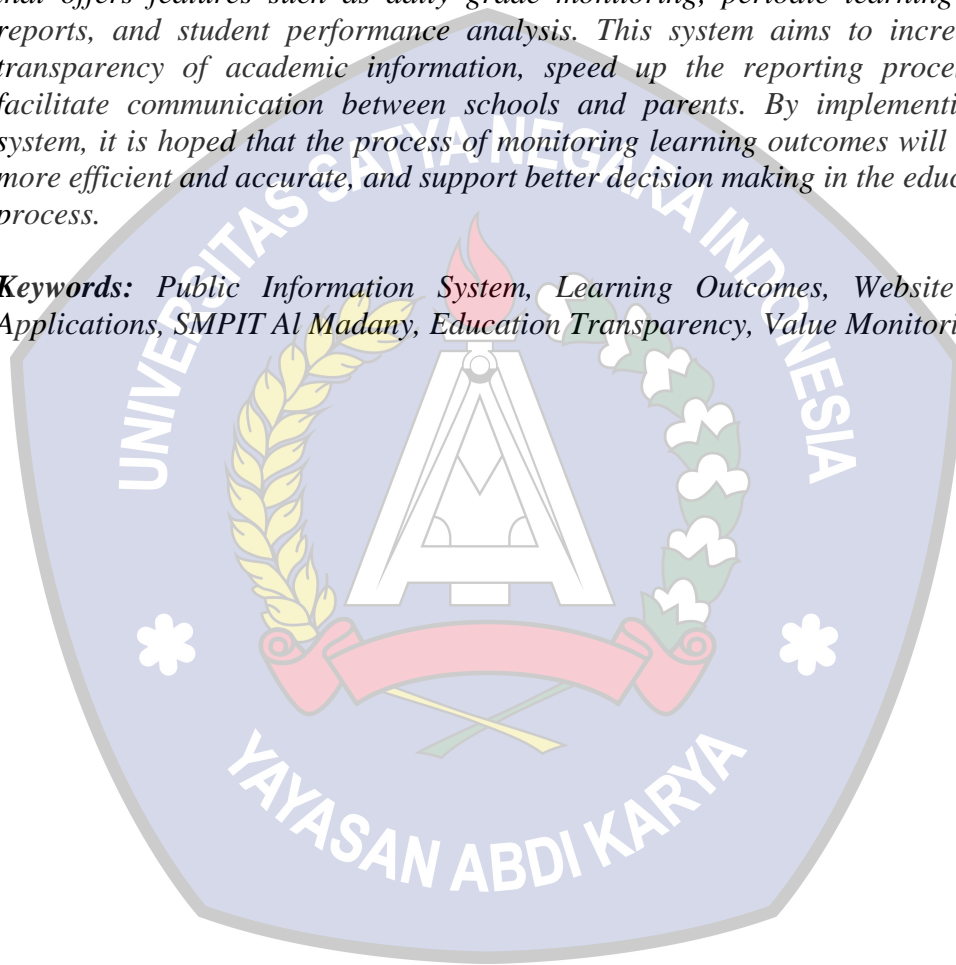 that offers features such as daily grade monitoring, periodic learning
reports, and student performance analysis. This system aims to incre
transparency of academic information, speed up the reporting proce
facilitate communication between schools and parents. By implementi
system, it is hoped that the process of monitoring learning outcomes will
more efficient and accurate, and support better decision making in the educ
process.
Keywords: Public Information System, Learning Outcomes, Website
Applications, SMPIT Al Madany, Education Transparency, Value Monitori
UNIVERSITAS SATYA NEGARA INDONESIA
YAYASAN ABDI KARYA